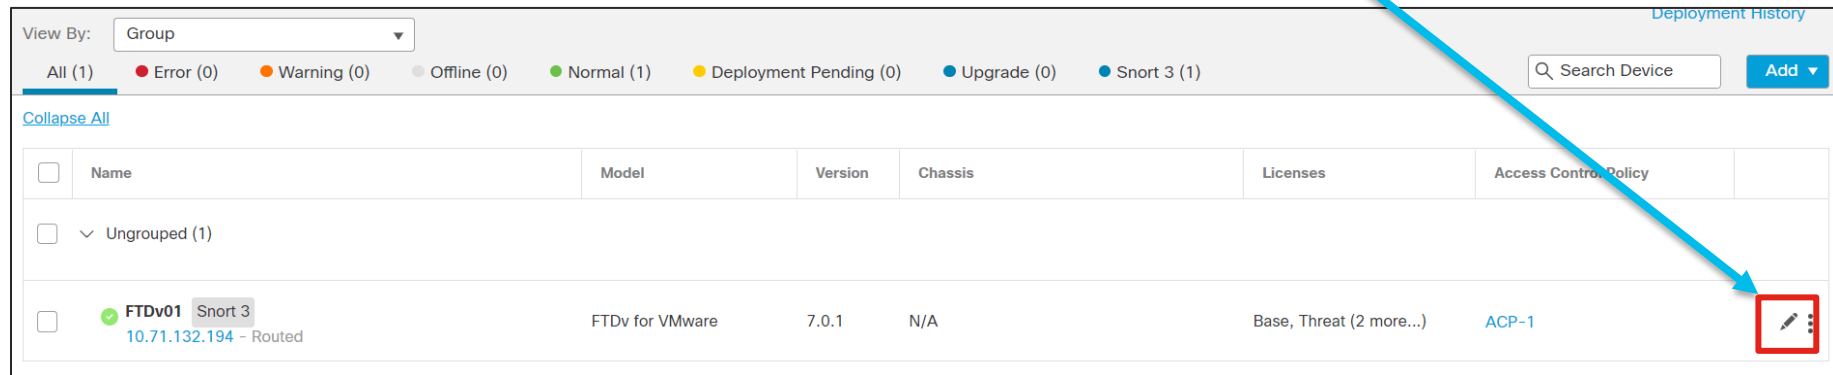 Deployment History
View By: Group
All (1) Error (0) Warning (0) Offline (0) Normal (1) Deployment Pending (0) Upgrade (0) Snort 3 (1) Search Device Add
Collapse All
Name Model Version Chassis Licenses Access Control Policy
Ungrouped (1)
FTDv01 Snort 3
10.71.132.194 - Routed
FTDv for VMware 7.0.1 N/A Base, Threat (2 more...) ACP-1